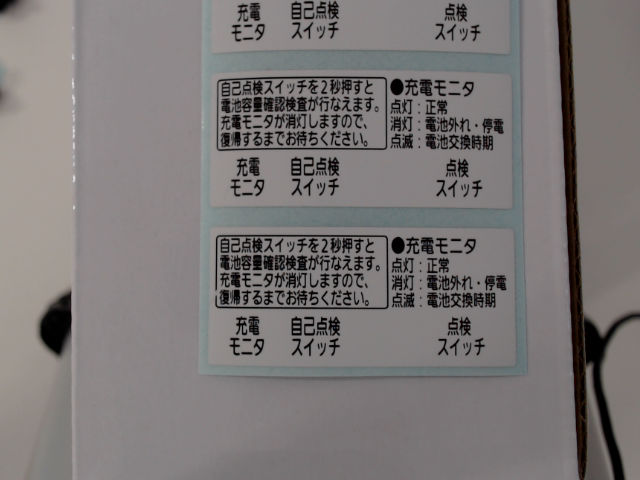 充電 自己点検 点検
モニタ スイッチ スイッチ
自己点検スイッチを2秒押すと
電池容量確認検査が行なえます。
充電モニタが消灯しますので、
復帰するまでお待ちください。
●充電モニタ
点灯：正常
消灯：電池外れ・停電
点滅：電池交換時期
充電 自己点検 点検
モニタ スイッチ スイッチ
自己点検スイッチを2秒押すと
電池容量確認検査が行なえます。
充電モニタが消灯しますので、
復帰するまでお待ちください。
●充電モニタ
点灯：正常
消灯：電池外れ・停電
点滅：電池交換時期
充電 自己点検 点検
モニタ スイッチ スイッチ